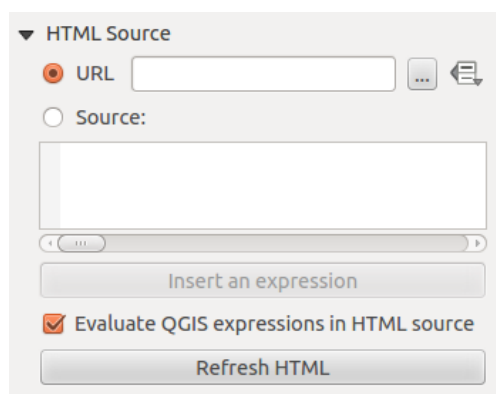 HTML Source
URL ...
Source:
Insert an expression
Evaluate QGIS expressions in HTML source
Refresh HTML